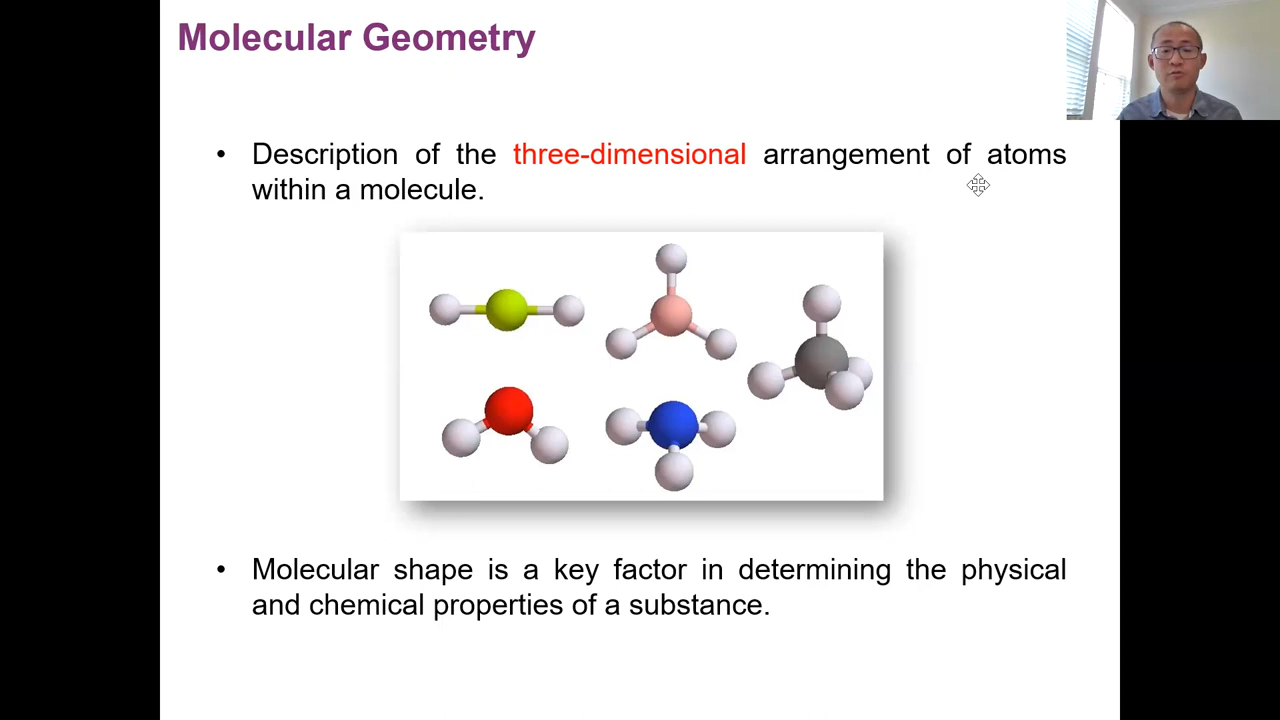 Molecular Geometry
• Description of the three-dimensional arrangement of atoms
within a molecule.
• Molecular shape is a key factor in determining the physical
and chemical properties of a substance.